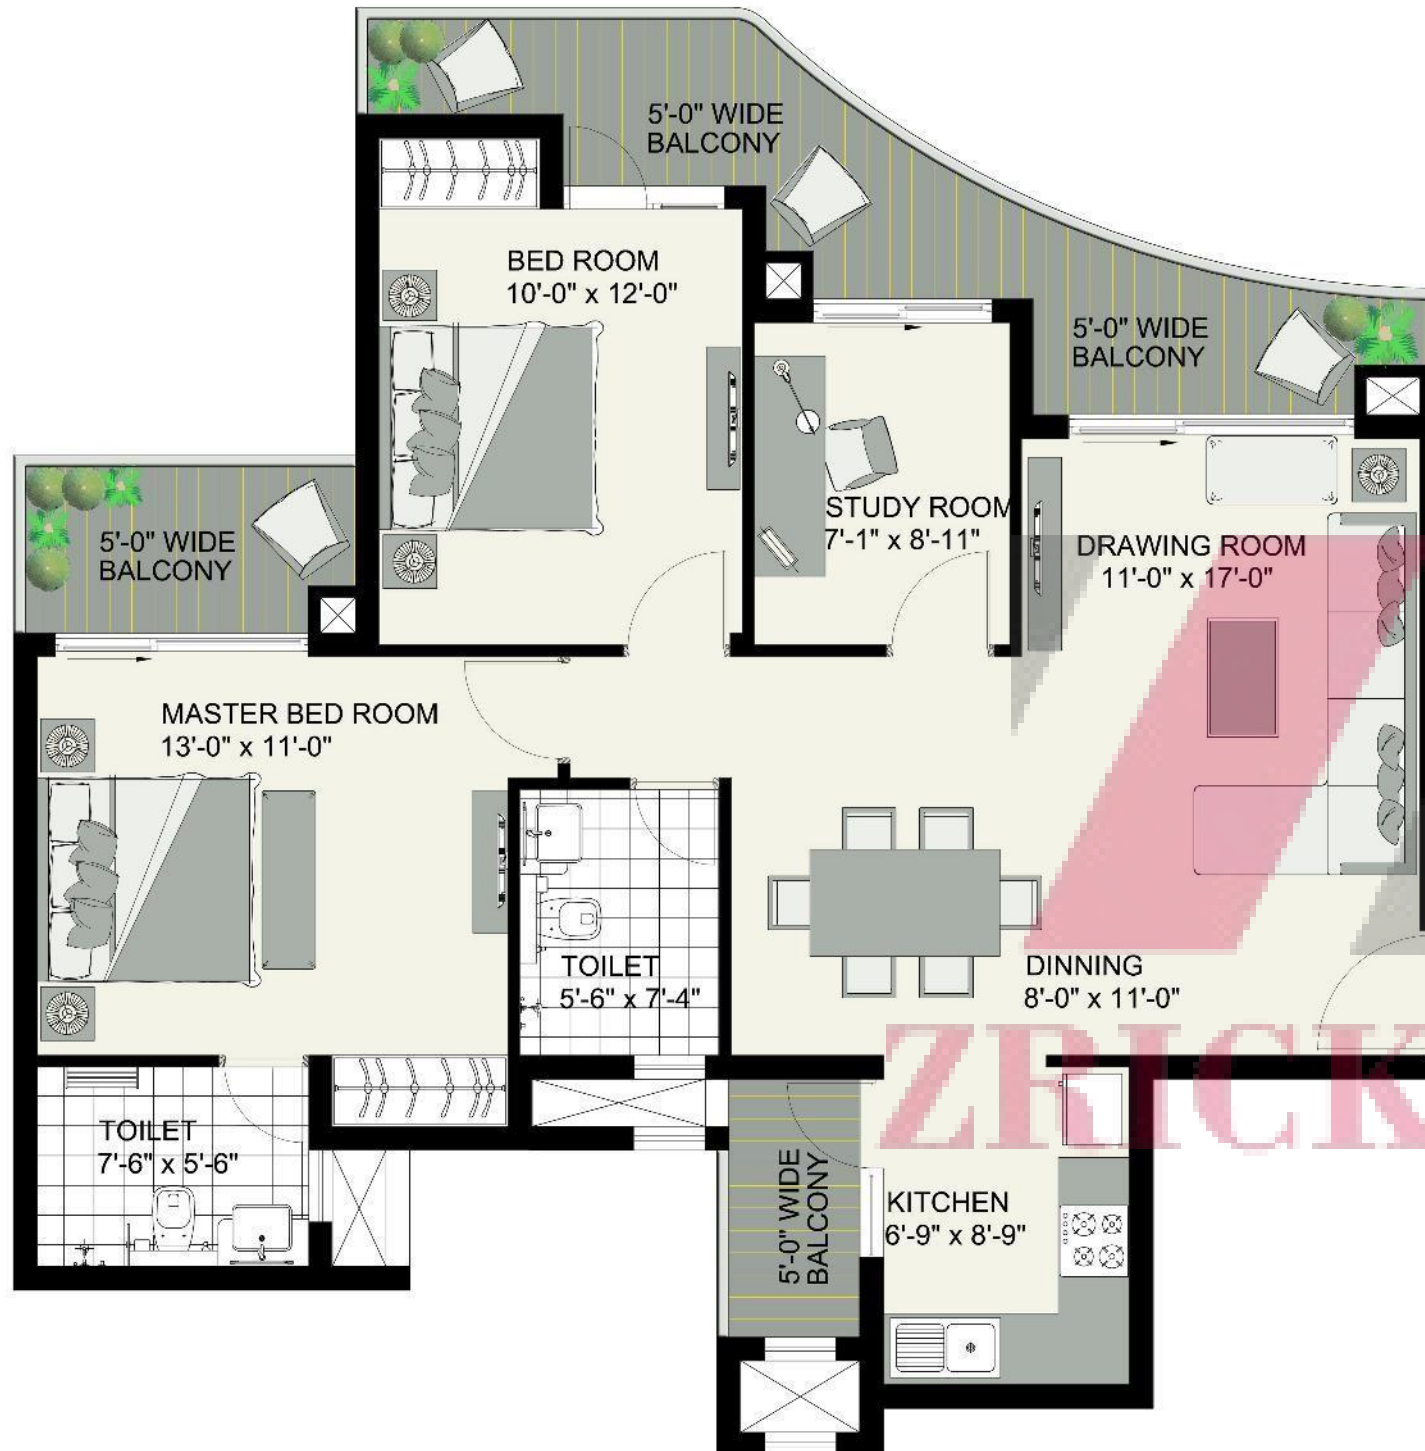 5'-0" WIDE
BALCONY
BED ROOM
10'-0" x 12'-0"
5'-0" WIDE
BALCONY
STUDY ROOM
7'-1" x 8'-11"
5'-0" WIDE
BALCONY
DRAWING ROOM
11'-0" x 17'-0"
MASTER BED ROOM
13'-0" x 11'-0"
TOILET
5'-6" x 7'-4"
DINNING
8'-0" x 11'-0"
ZRICK
TOILET
7'-6" x 5'-6"
5'-0" WIDE
BALCONY
KITCHEN
6'-9" x 8'-9"